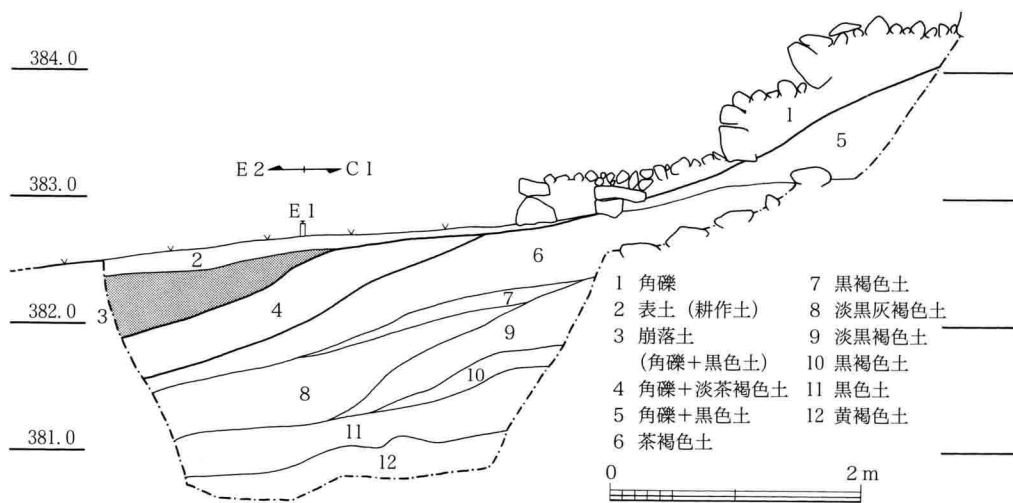 384.0
383.0
382.0
381.0
E2 C1
E1
1
5
2
6
3
4
7
9
8
10
11
12
1 角礫
2 表土（耕作土）
3 崩落土
（角礫＋黒色土）
4 角礫＋淡茶褐色土
5 角礫＋黒色土
6 茶褐色土
7 黒褐色土
8 淡黒灰褐色土
9 淡黒褐色土
10 黒褐色土
11 黒色土
12 黄褐色土
0 2m